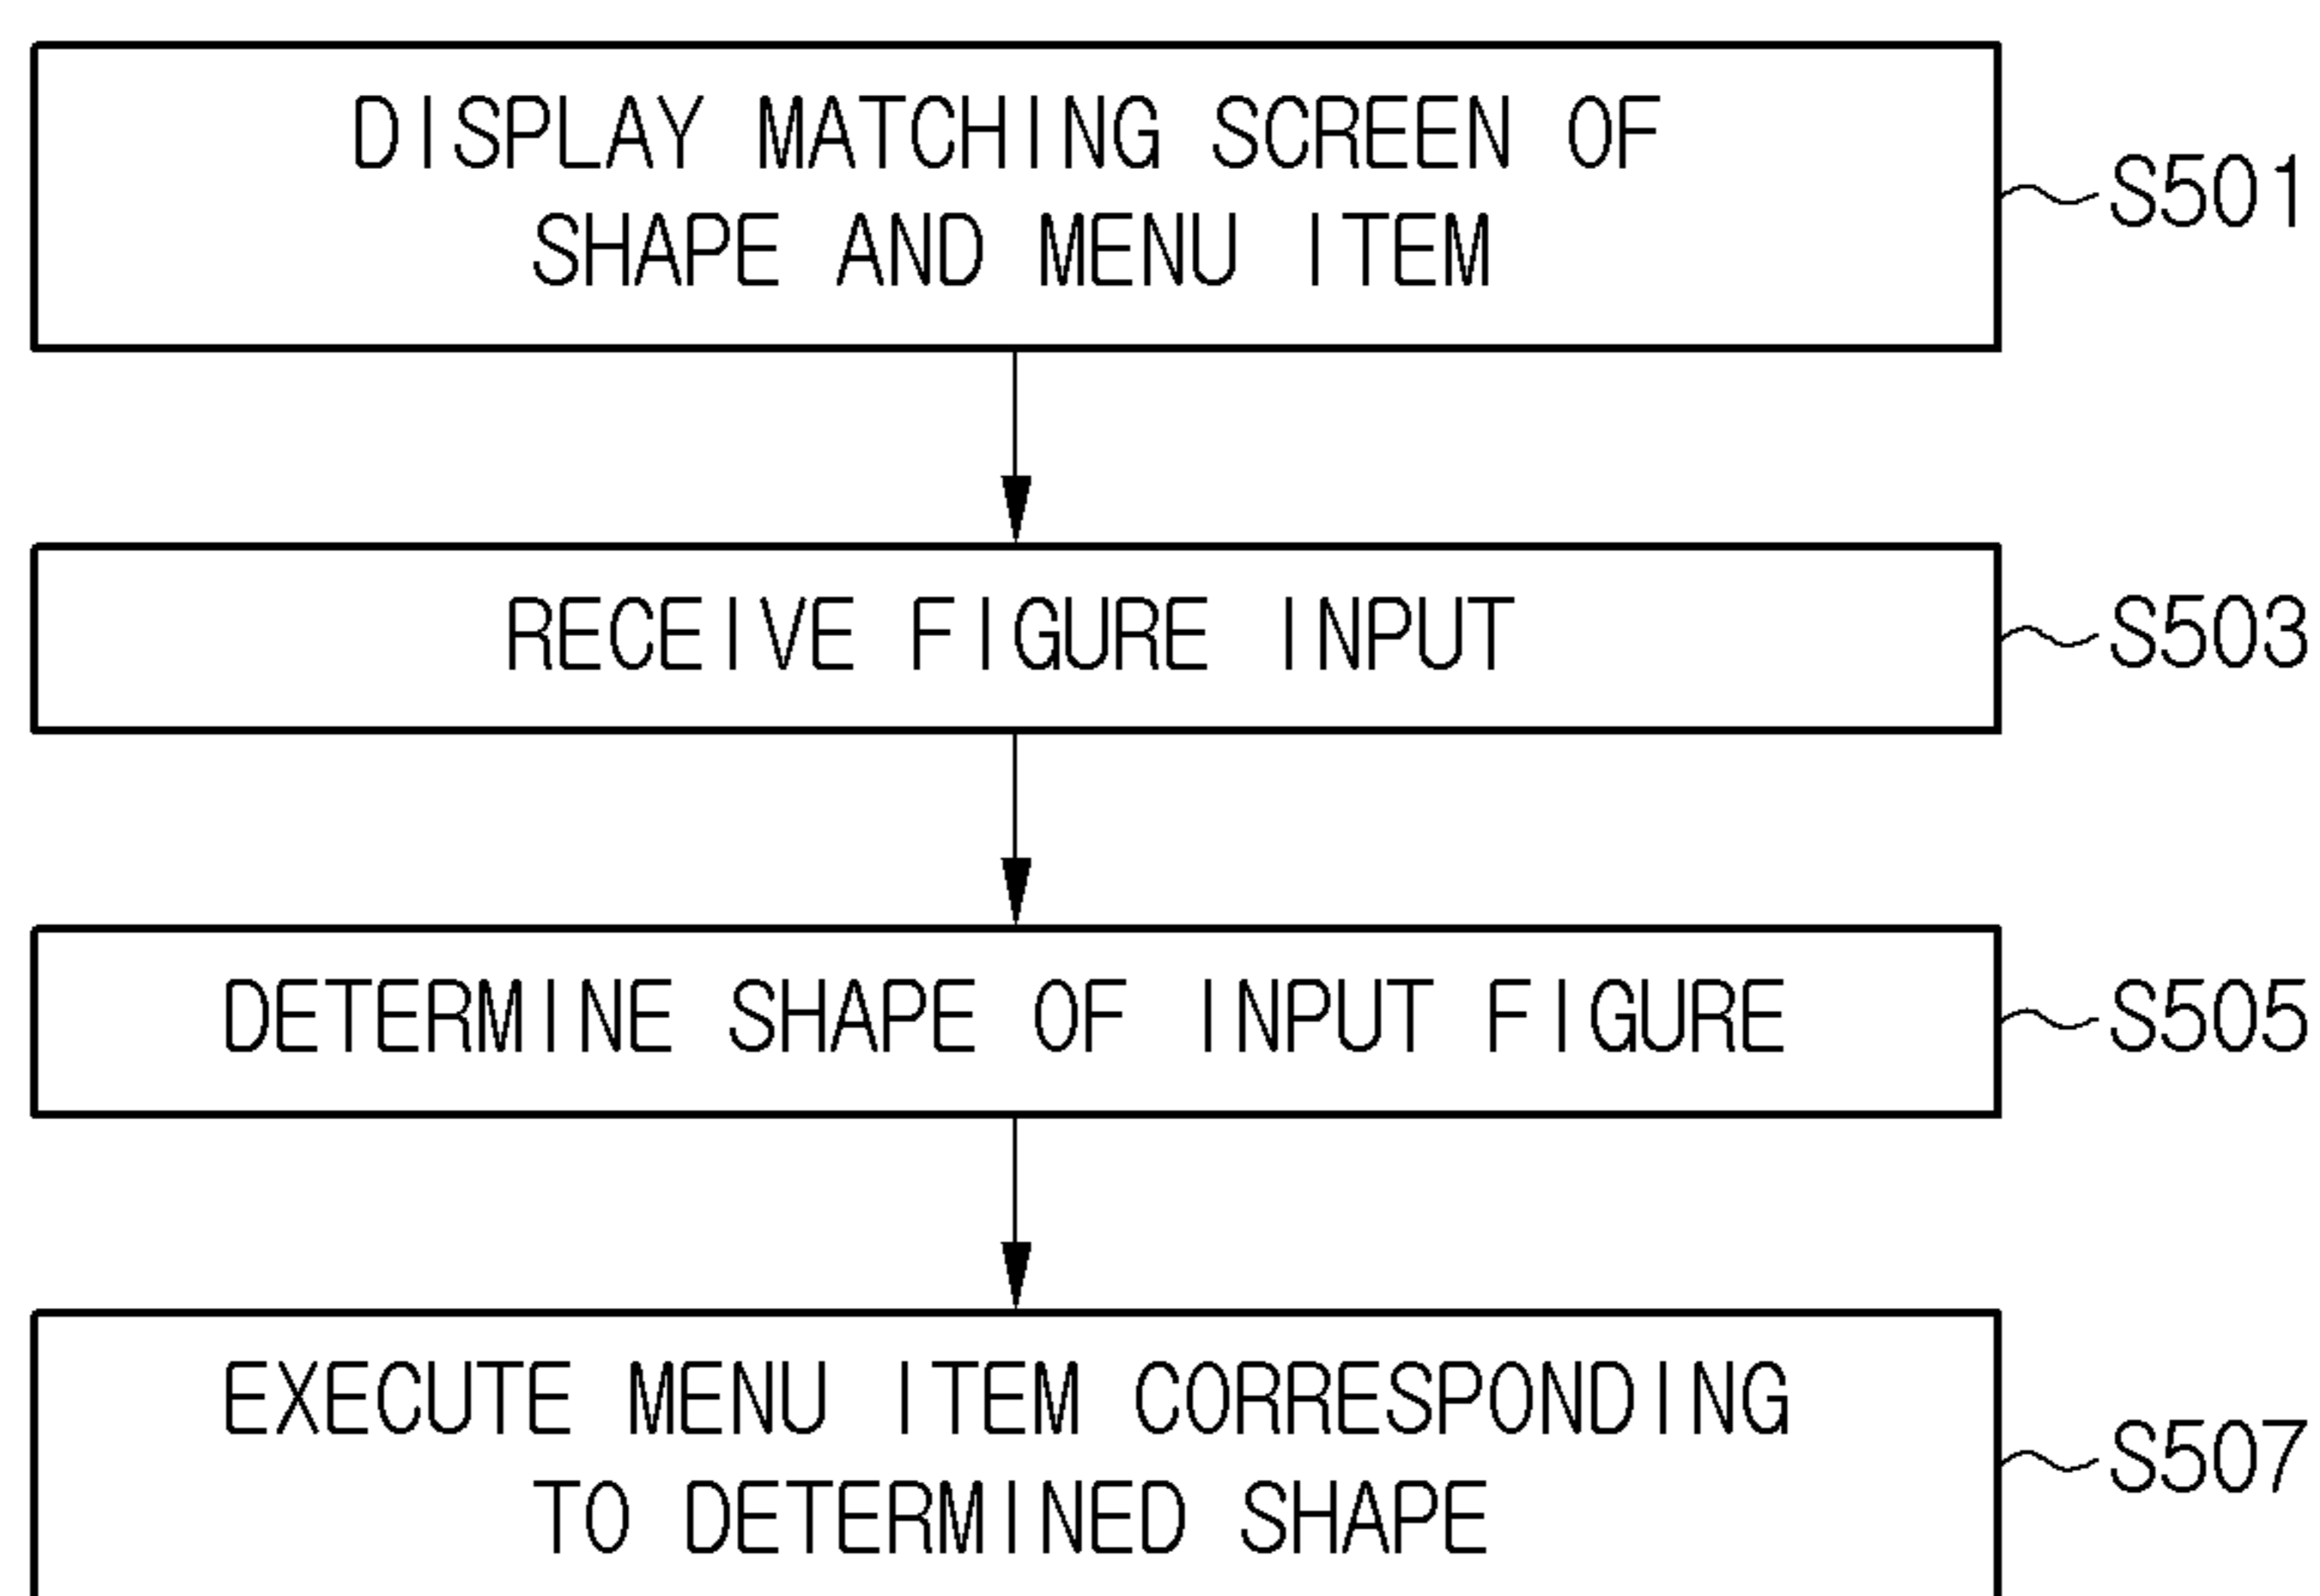 DISPLAY MATCHING SCREEN OF
SHAPE AND MENU ITEM
S501
RECEIVE FIGURE INPUT
S503
DETERMINE SHAPE OF INPUT FIGURE
S505
EXECUTE MENU ITEM CORRESPONDING
TO DETERMINED SHAPE
S507